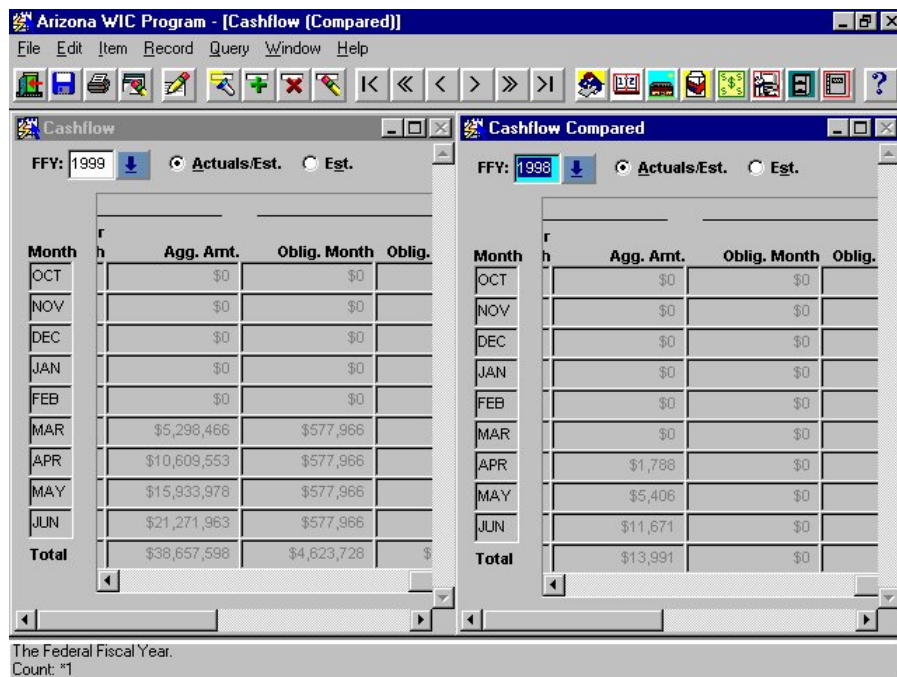 Arizona WIC Program - [Cashflow (Compared)]
File Edit Item Record Query Window Help
Cashflow
FFY: 1999 Actuals/Est. Est.
r
Month h Agg. Amt. Oblig. Month Oblig.
OCT $0 $0
NOV $0 $0
DEC $0 $0
JAN $0 $0
FEB $0 $0
MAR $5,298,466 $577,966
APR $10,609,553 $577,966
MAY $15,933,978 $577,966
JUN $21,271,963 $577,966
Total $38,657,598 $4,623,728 $
Cashflow Compared
FFY: 1998 Actuals/Est. Est.
r
Month h Agg. Amt. Oblig. Month Oblig.
OCT $0 $0
NOV $0 $0
DEC $0 $0
JAN $0 $0
FEB $0 $0
MAR $0 $0
APR $1,788 $0
MAY $5,406 $0
JUN $11,671 $0
Total $13,991 $0
The Federal Fiscal Year.
Count: *1